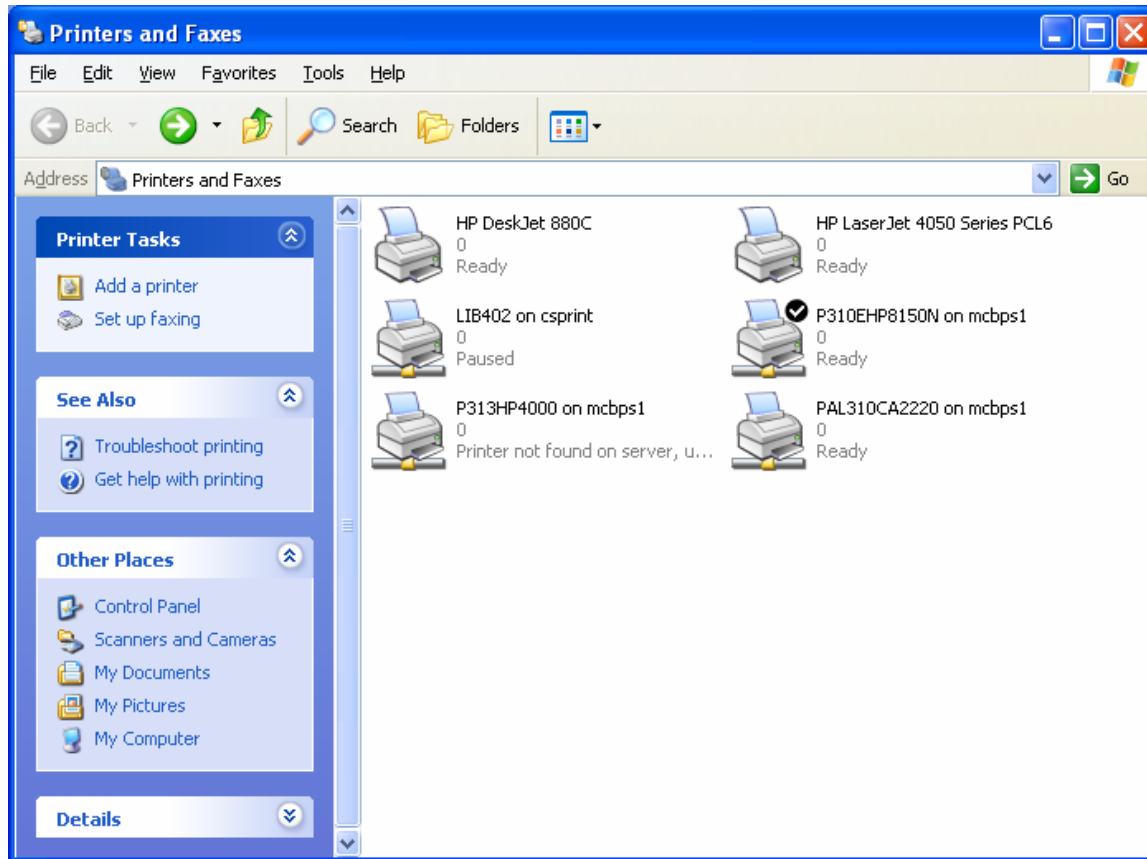 Printers and Faxes
File Edit View Favorites Tools Help
Back Search Folders
Address Printers and Faxes Go
Printer Tasks
Add a printer
Set up faxing
See Also
Troubleshoot printing
Get help with printing
Other Places
Control Panel
Scanners and Cameras
My Documents
My Pictures
My Computer
Details
HP DeskJet 880C
0
Ready
HP LaserJet 4050 Series PCL6
0
Ready
LIB402 on csprint
0
Paused
P310EHP8150N on mcbps1
0
Ready
P313HP4000 on mcbps1
0
Printer not found on server, u...
PAL310CA2220 on mcbps1
0
Ready